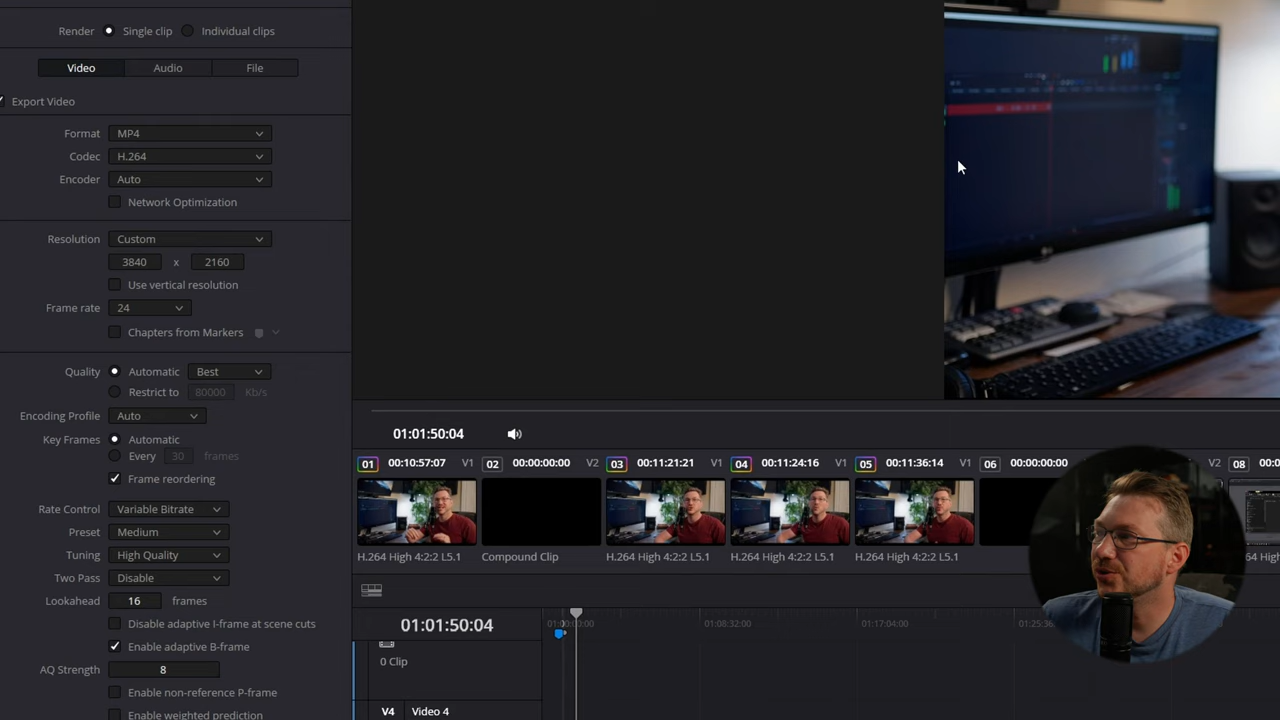 Render Single clip Individual clips
Video Audio File
Export Video
Format MP4
Codec H.264
Encoder Auto
Network Optimization
Resolution Custom
3840 x 2160
Use vertical resolution
Frame rate 24
Chapters from Markers
Quality Automatic Best
Restrict to 80000 Kb/s
Encoding Profile Auto
Key Frames Automatic
Every 30 frames
Frame reordering
Rate Control Variable Bitrate
Preset Medium
Tuning High Quality
Two Pass Disable
Lookahead 16 frames
Disable adaptive I-frame at scene cuts
Enable adaptive B-frame
AQ Strength 8
Enable non-reference P-frame
Enable weighted prediction
01:01:50:04
01 00:10:57:07 V1 02 00:00:00:00 V2 03 00:11:21:21 V1 04 00:11:24:16 V1 05 00:11:36:14 V1 06 00:00:00:00 V2 08
H.264 High 4:2:2 L5.1 Compound Clip H.264 High 4:2:2 L5.1 H.264 High 4:2:2 L5.1 H.264 High 4:2:2 L5.1
01:01:50:04 01:08:32:00 01:17:04:00
0 Clip
V4 Video 4